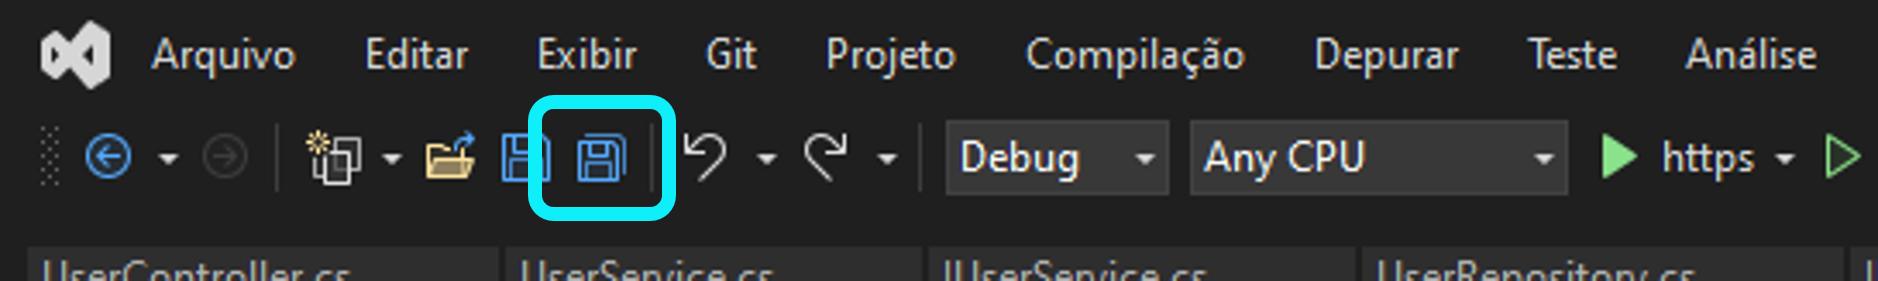 Arquivo Editar Exibir Git Projeto Compilação Depurar Teste Análise
Debug Any CPU https
UserController.cs UserService.cs IUserService.cs UserRepository.cs